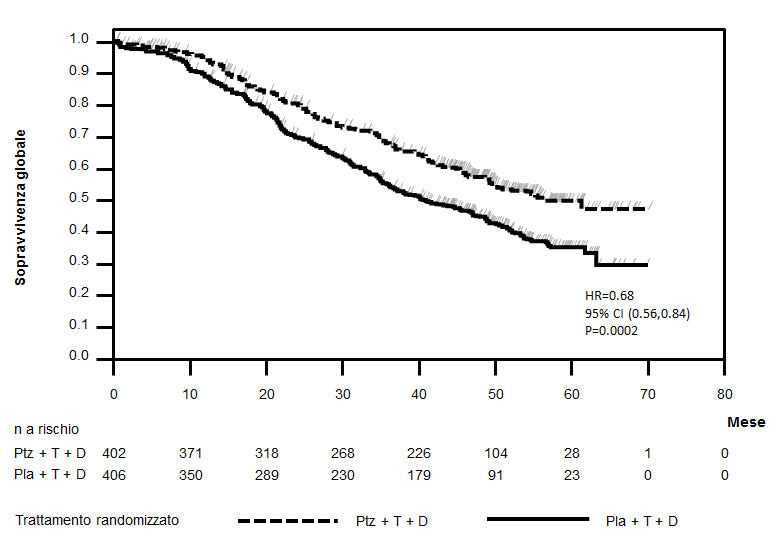 Sopravvivenza globale
1.0
0.9
0.8
0.7
0.6
0.5
0.4
0.3
0.2
0.1
0.0
HR=0.68
95% CI (0.56,0.84)
P=0.0002
0 10 20 30 40 50 60 70 80
Mese
n a rischio
Ptz + T + D 402 371 318 268 226 104 28 1 0
Pla + T + D 406 350 289 230 179 91 23 0 0
Trattamento randomizzato Ptz + T + D Pla + T + D